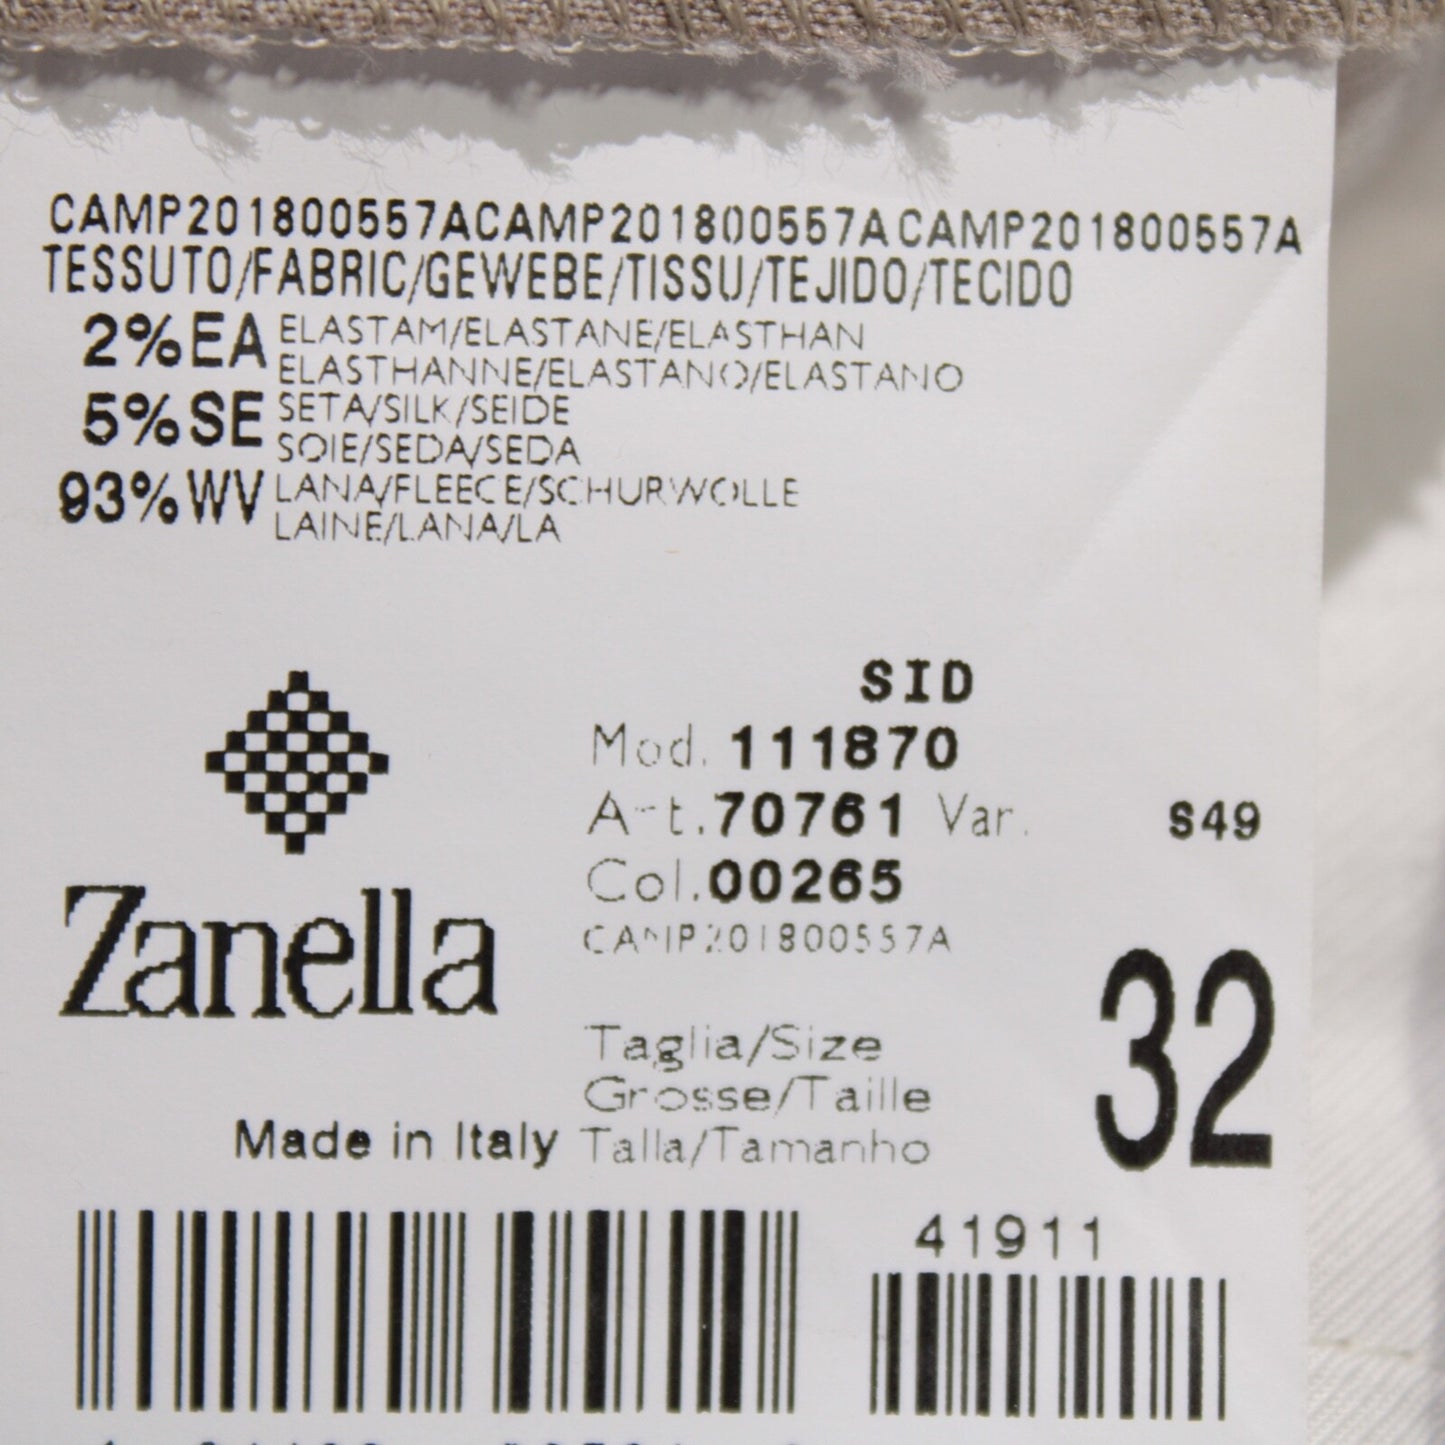 CAMP201800557ACAMP201800557ACAMP201800557A
TESSUTO/FABRIC/GEWEBE/TISSU/TEJIDO/TECIDO
2%EA ELASTAM/ELASTANE/ELASTHAN
ELASTHANNE/ELASTANO/ELASTANO
5%SE SETA/SILK/SEIDE
SOIE/SEDA/SEDA
93%WV LANA/FLEECE/SCHURWOLLE
LAINE/LANA/LA
SID
Mod. 111870
Art.70761 Var. S49
Col.00265
CAMP201800557A
Zanella
32
Taglia/Size
Grosse/Taille
Made in Italy Talla/Tamanho
41911